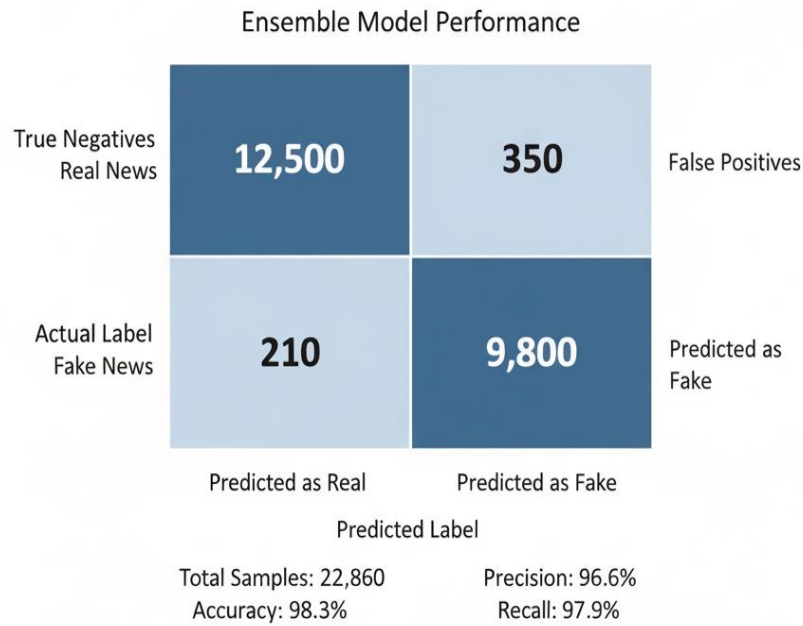 Ensemble Model Performance
True Negatives
Real News
12,500
350
False Positives
Actual Label
Fake News
210
9,800
Predicted as
Fake
Predicted as Real
Predicted as Fake
Predicted Label
Total Samples: 22,860
Precision: 96.6%
Accuracy: 98.3%
Recall: 97.9%